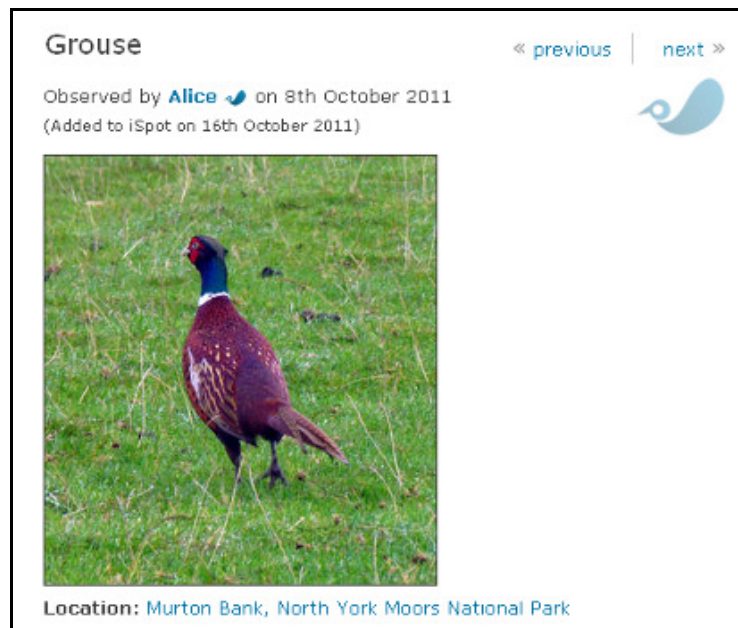 Grouse
« previous next »
Observed by Alice on 8th October 2011
(Added to iSpot on 16th October 2011)
Location: Murton Bank, North York Moors National Park